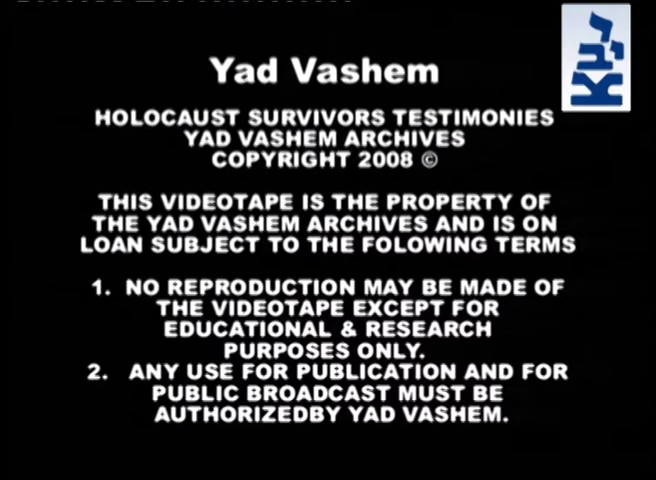 Yad Vashem
HOLOCAUST SURVIVORS TESTIMONIES
YAD VASHEM ARCHIVES
COPYRIGHT 2008 ©
THIS VIDEOTAPE IS THE PROPERTY OF
THE YAD VASHEM ARCHIVES AND IS ON
LOAN SUBJECT TO THE FOLOWING TERMS
1. NO REPRODUCTION MAY BE MADE OF
THE VIDEOTAPE EXCEPT FOR
EDUCATIONAL & RESEARCH
PURPOSES ONLY.
2. ANY USE FOR PUBLICATION AND FOR
PUBLIC BROADCAST MUST BE
AUTHORIZEDBY YAD VASHEM.